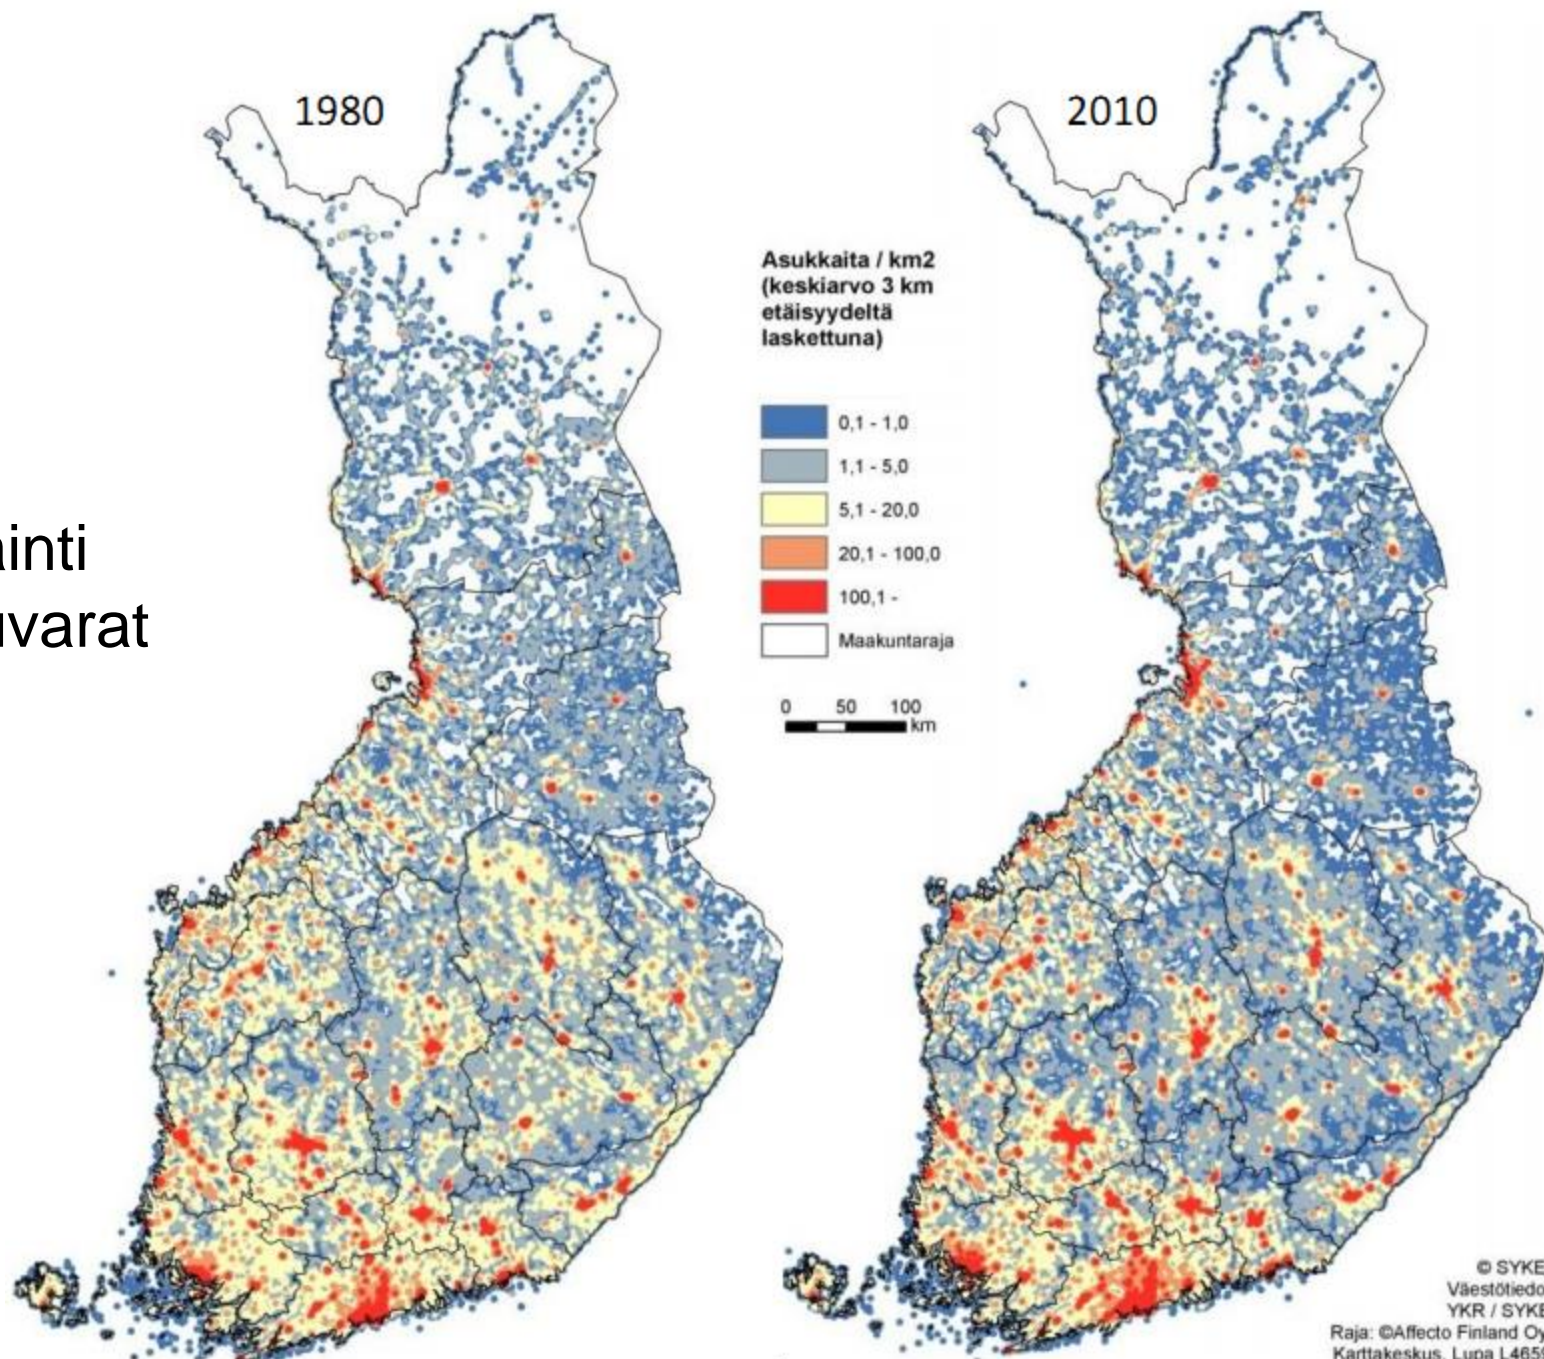 1980
2010
Asukkaita / km2
(keskiarvo 3 km
etäisyydeltä
laskettuna)
0,1 - 1,0
1,1 - 5,0
5,1 - 20,0
20,1 - 100,0
100,1 -
Maakuntaraja
0 50 100
km
ainti
uvarat
© SYKE
Väestötiedo
YKR / SYKE
Raja: ©Affecto Finland Oy
Karttakeskus, Lupa L4659